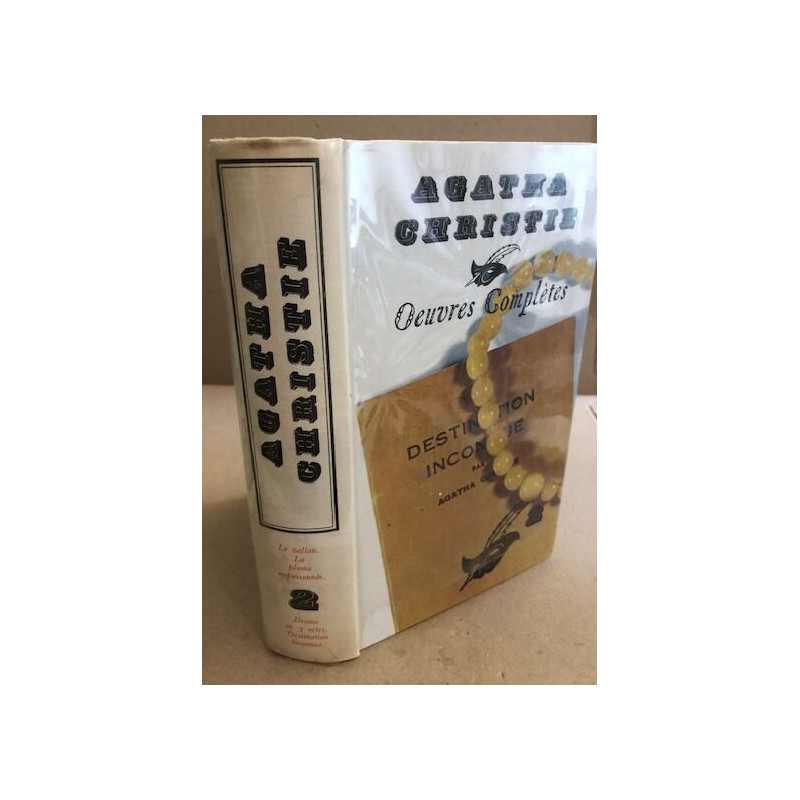 AGATHA
CHRISTIE
Le vallon.
La
plume
empoisonnée.
2
Drame
en 3 actes.
Destination
inconnue.
AGATHA
CHRISTIE
Oeuvres Complètes
DESTINATION
INCONNUE
PAR
AGATHA